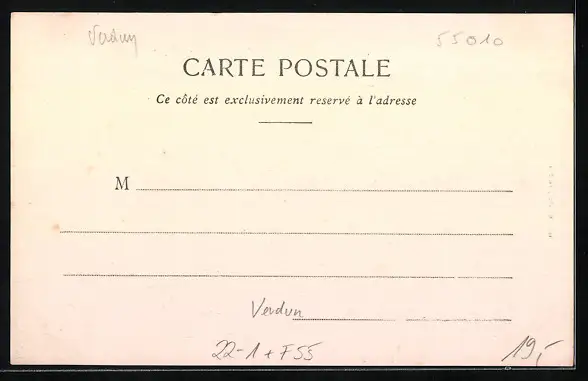 Verdun 55010
CARTE POSTALE
Ce côté est exclusivement reservé à l'adresse
M
Verdun
22-1 + F55 19,-